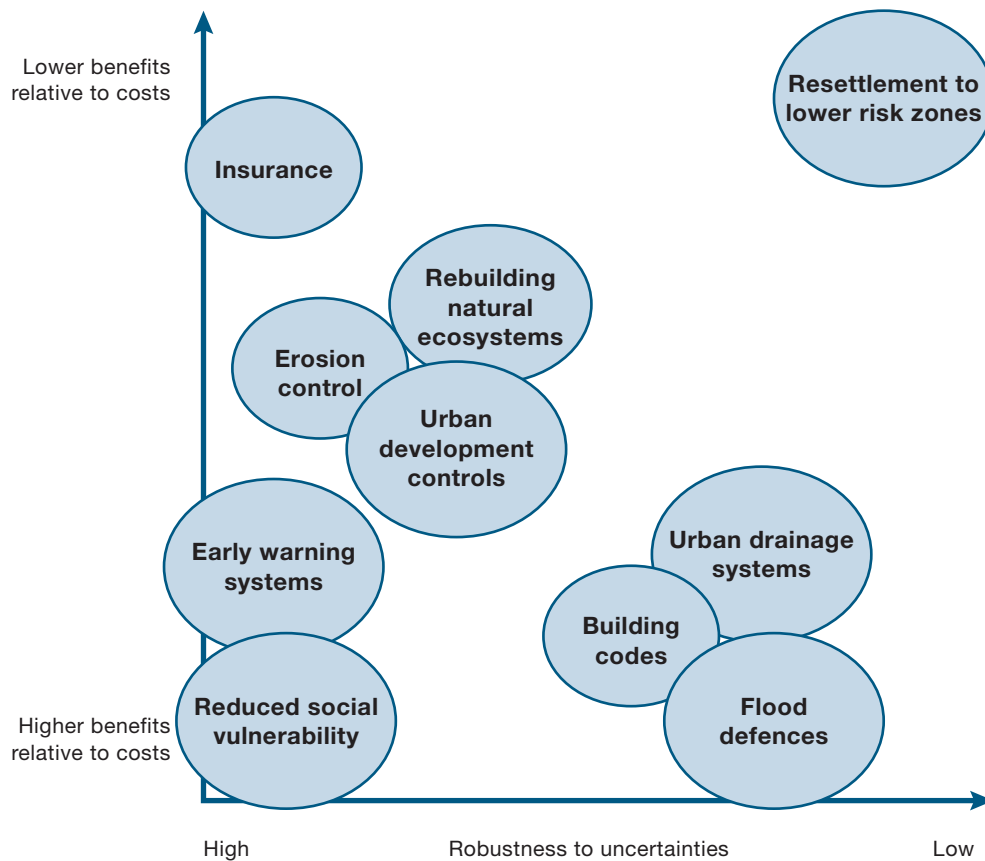 Lower benefits
relative to costs
Resettlement to
lower risk zones
Insurance
Rebuilding
natural
ecosystems
Erosion
control
Urban
development
controls
Early warning
systems
Urban drainage
systems
Building
codes
Reduced social
vulnerability
Flood
defences
Higher benefits
relative to costs
High
Robustness to uncertainties
Low